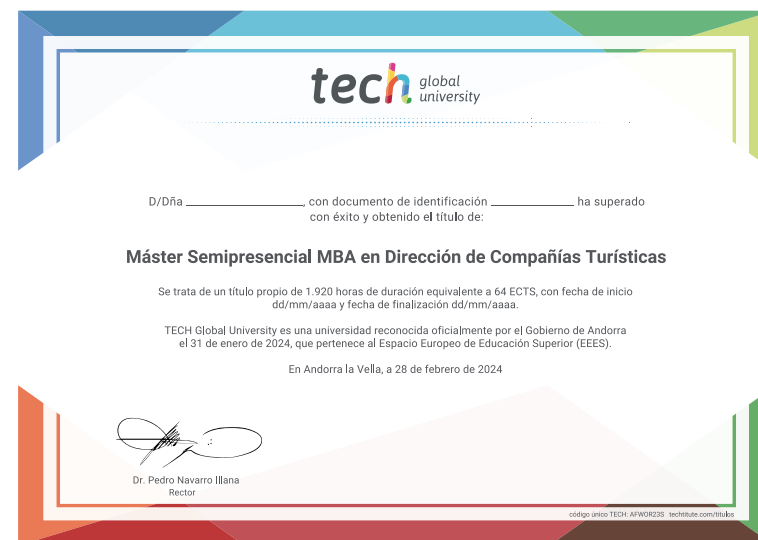 tech global university
D/Dña ______________, con documento de identificación __________ ha superado
con éxito y obtenido el título de:
Máster Semipresencial MBA en Dirección de Compañías Turísticas
Se trata de un título propio de 1.920 horas de duración equivalente a 64 ECTS, con fecha de inicio
dd/mm/aaaa y fecha de finalización dd/mm/aaaa.
TECH Global University es una universidad reconocida oficialmente por el Gobierno de Andorra
el 31 de enero de 2024, que pertenece al Espacio Europeo de Educación Superior (EEES).
En Andorra la Vella, a 28 de febrero de 2024
Dr. Pedro Navarro Illana
Rector
código único TECH: AFWOR23S techtitute.com/titulos